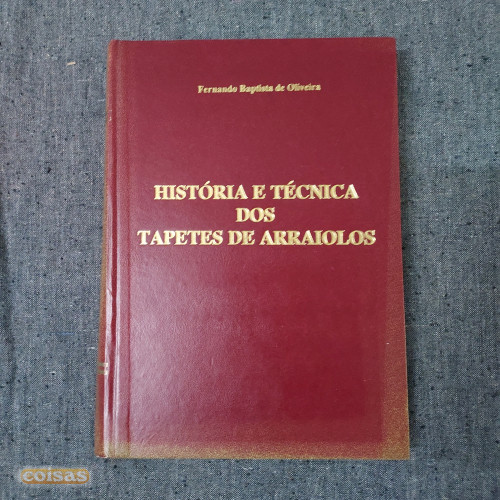 Fernando Baptista de Oliveira
HISTÓRIA E TÉCNICA
DOS
TAPETES DE ARRAIOLOS
coisas